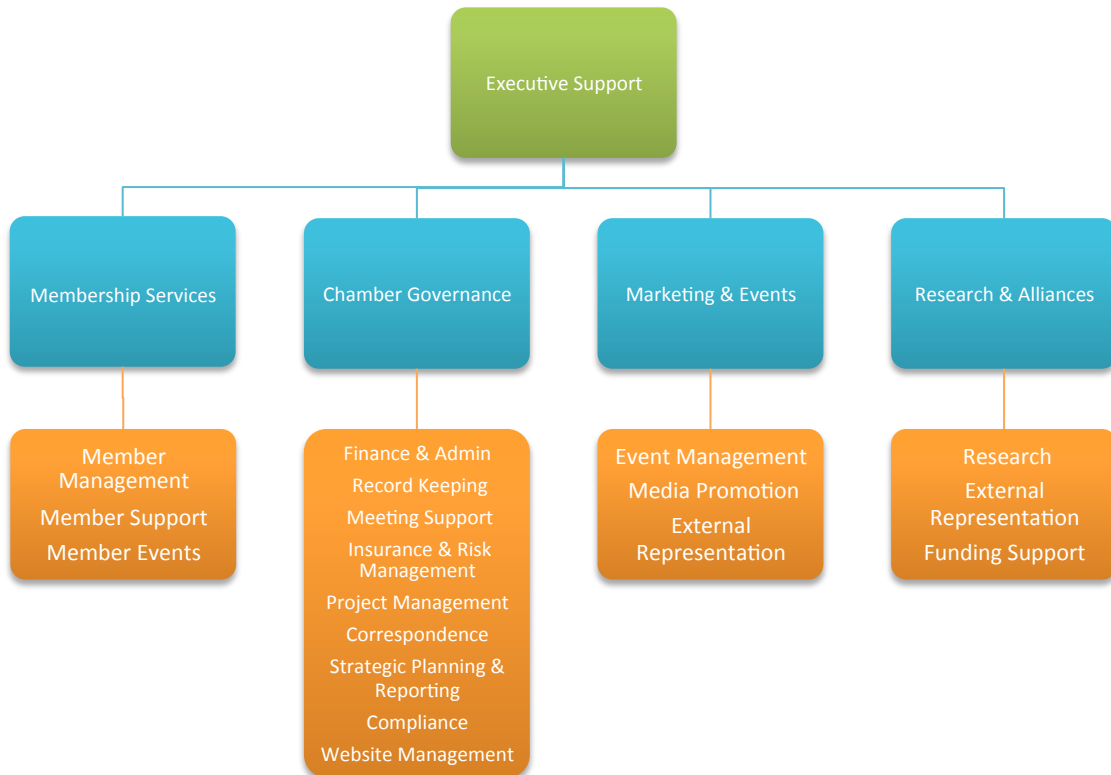 Executive Support
Membership Services
Chamber Governance
Marketing & Events
Research & Alliances
Member
Management
Member Support
Member Events
Finance & Admin
Record Keeping
Meeting Support
Insurance & Risk
Management
Project Management
Correspondence
Strategic Planning &
Reporting
Compliance
Website Management
Event Management
Media Promotion
External
Representation
Research
External
Representation
Funding Support